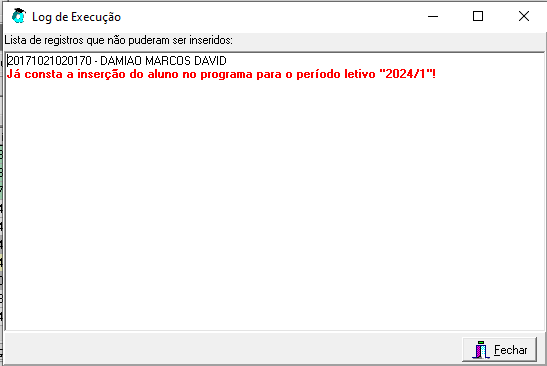 Log de Execução
Lista de registros que não puderam ser inseridos:
20171021020170 - DAMIAO MARCOS DAVID
Já consta a inserção do aluno no programa para o período letivo "2024/1"!
Fechar